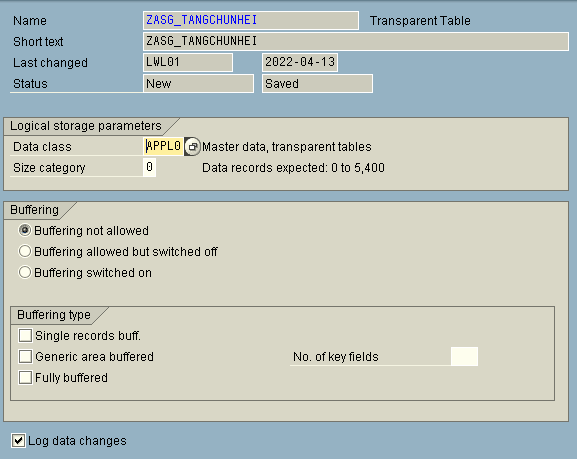 Name ZASG_TANGCHUNHEI Transparent Table
Short text ZASG_TANGCHUNHEI
Last changed LWL01 2022-04-13
Status New Saved
Logical storage parameters
Data class APPL0 Master data, transparent tables
Size category 0 Data records expected: 0 to 5,400
Buffering
Buffering not allowed
Buffering allowed but switched off
Buffering switched on
Buffering type
Single records buff.
Generic area buffered No. of key fields
Fully buffered
Log data changes